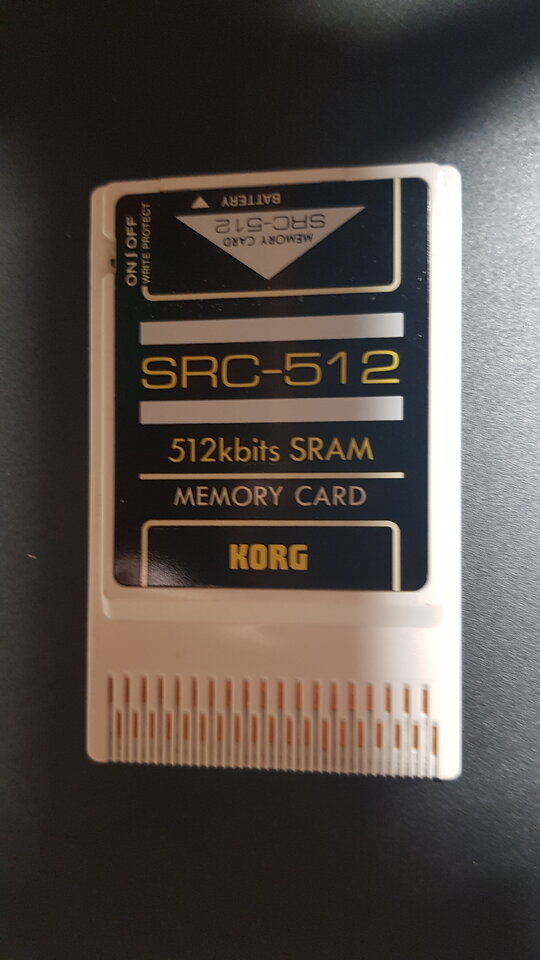 BATTERY
MEMORY CARD
SRC-512
ON | OFF
WRITE PROTECT
SRC-512
512kbits SRAM
MEMORY CARD
KORG